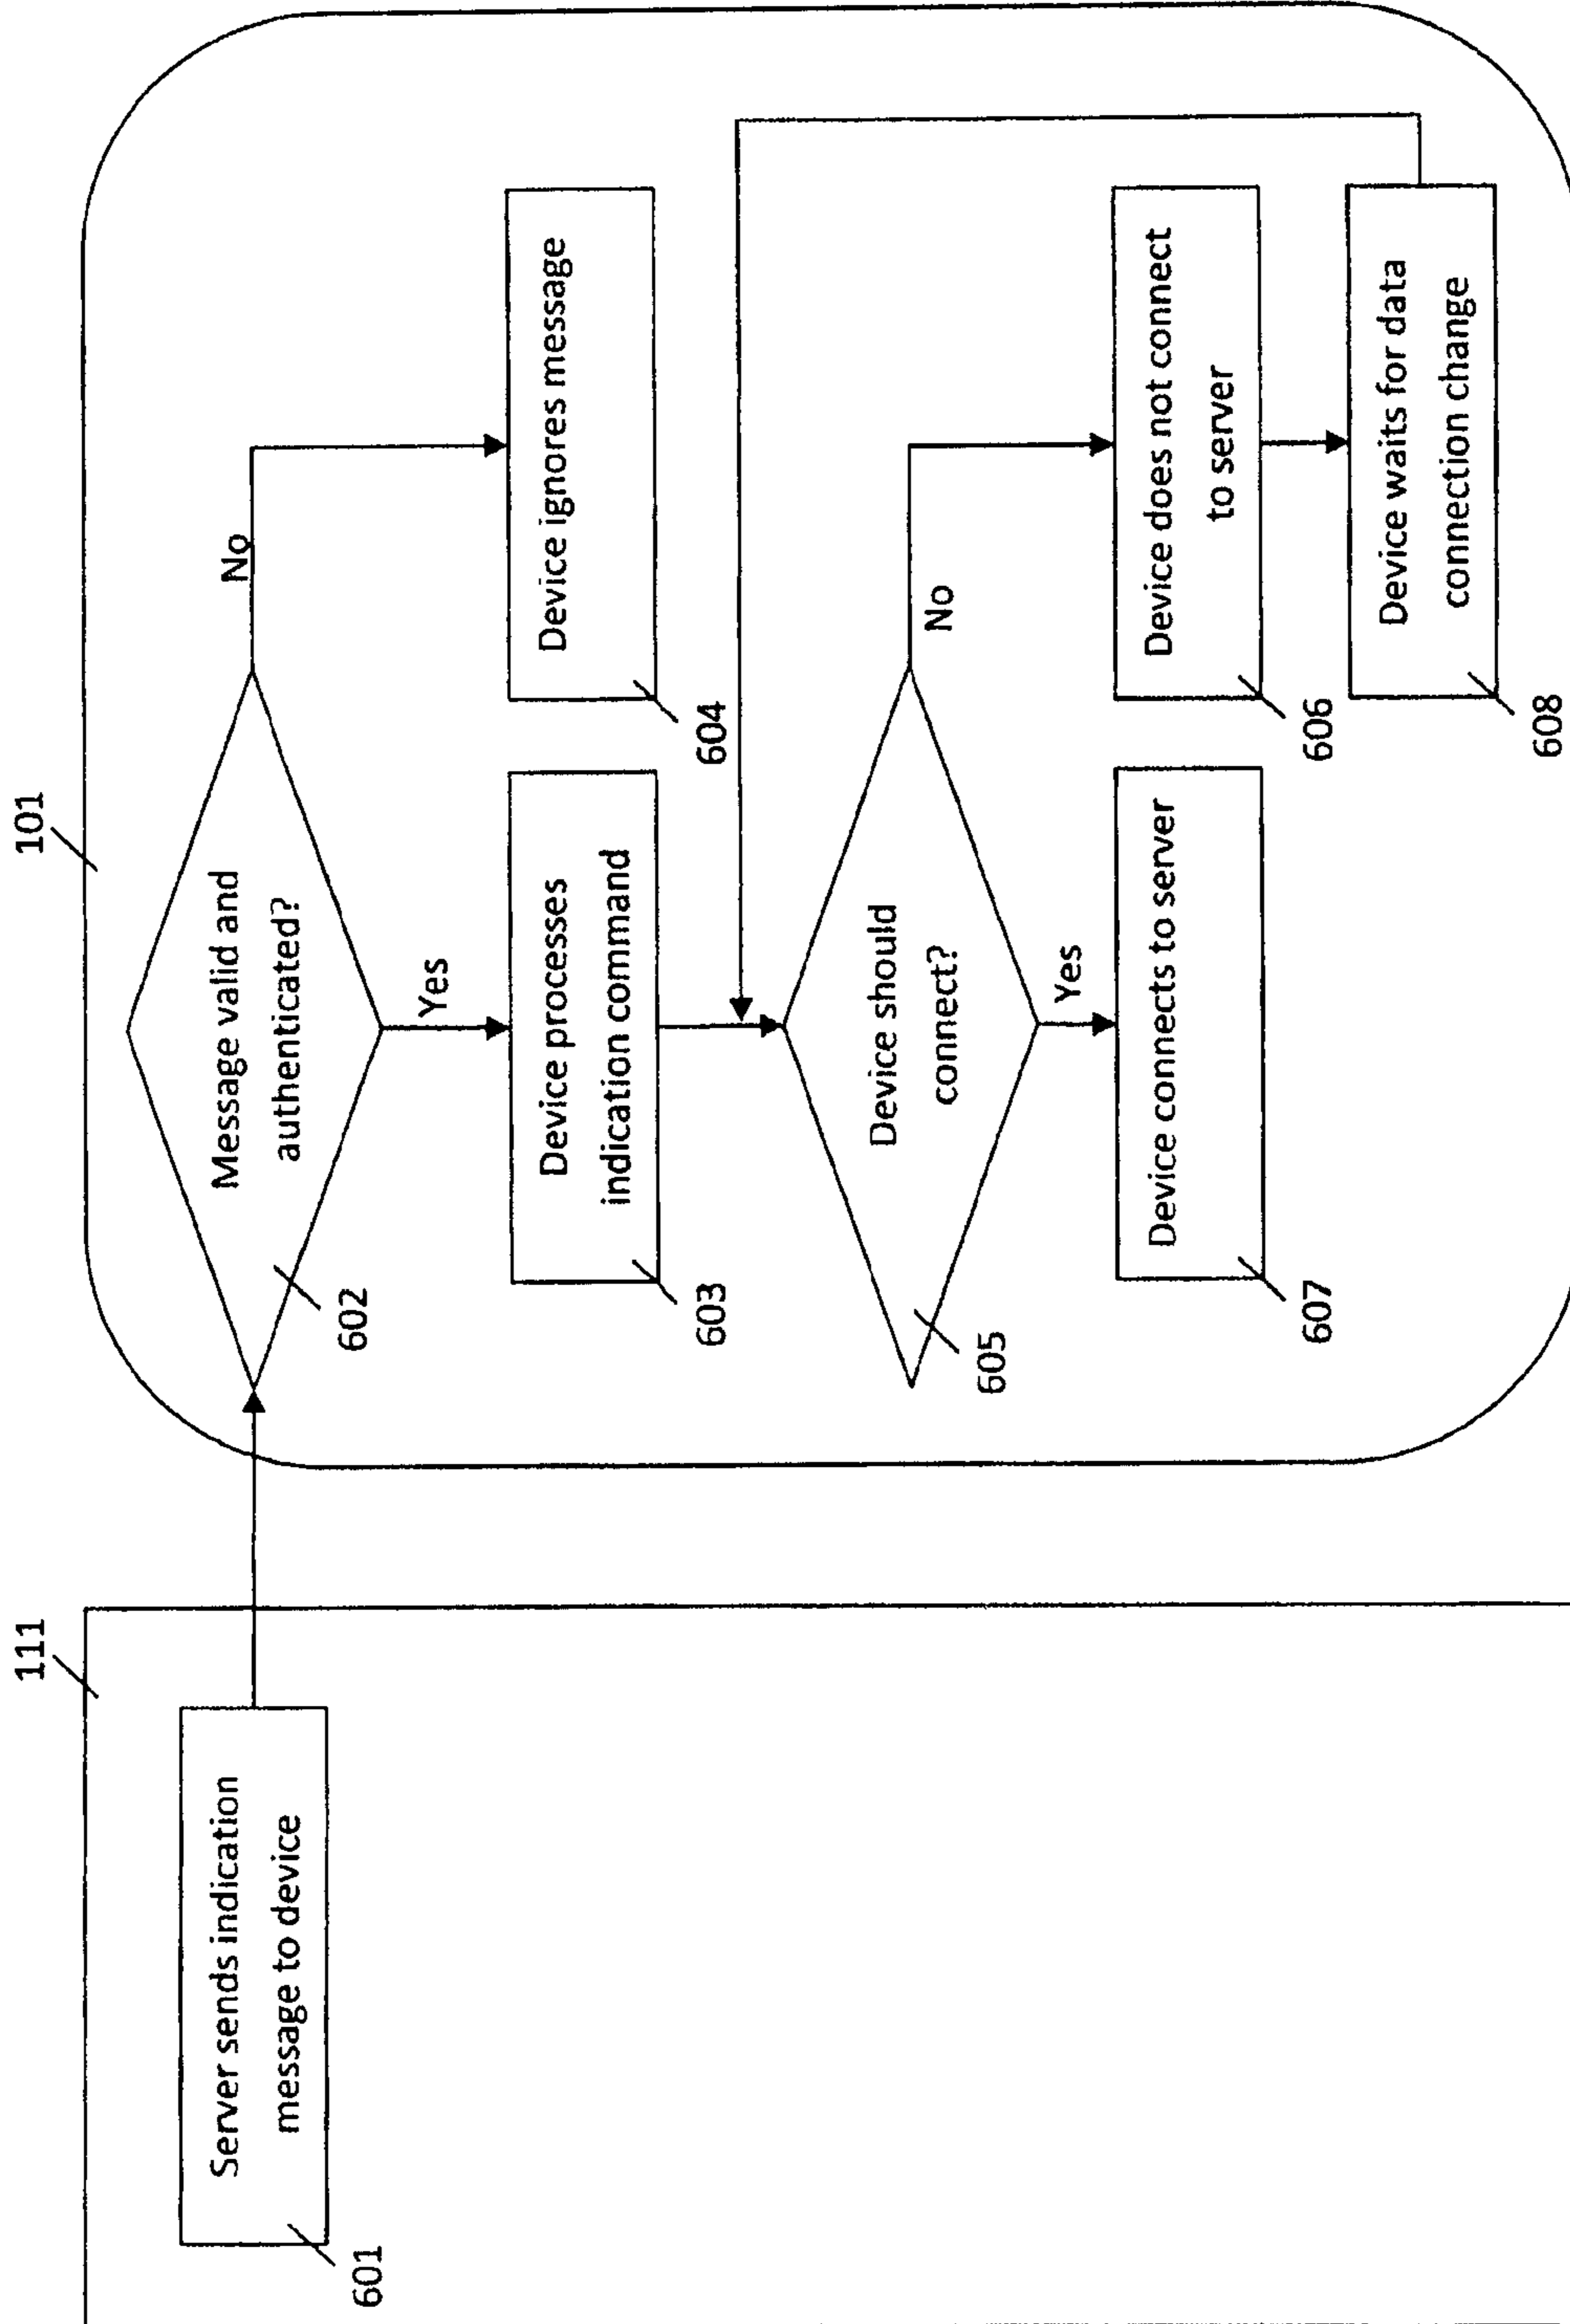 111
101
Server sends indication
message to device
601
Message valid and
authenticated?
602
No
Yes
Device processes
indication command
603
Device ignores message
604
Device should
connect?
605
No
Yes
Device connects to server
607
Device does not connect
to server
606
Device waits for data
connection change
608